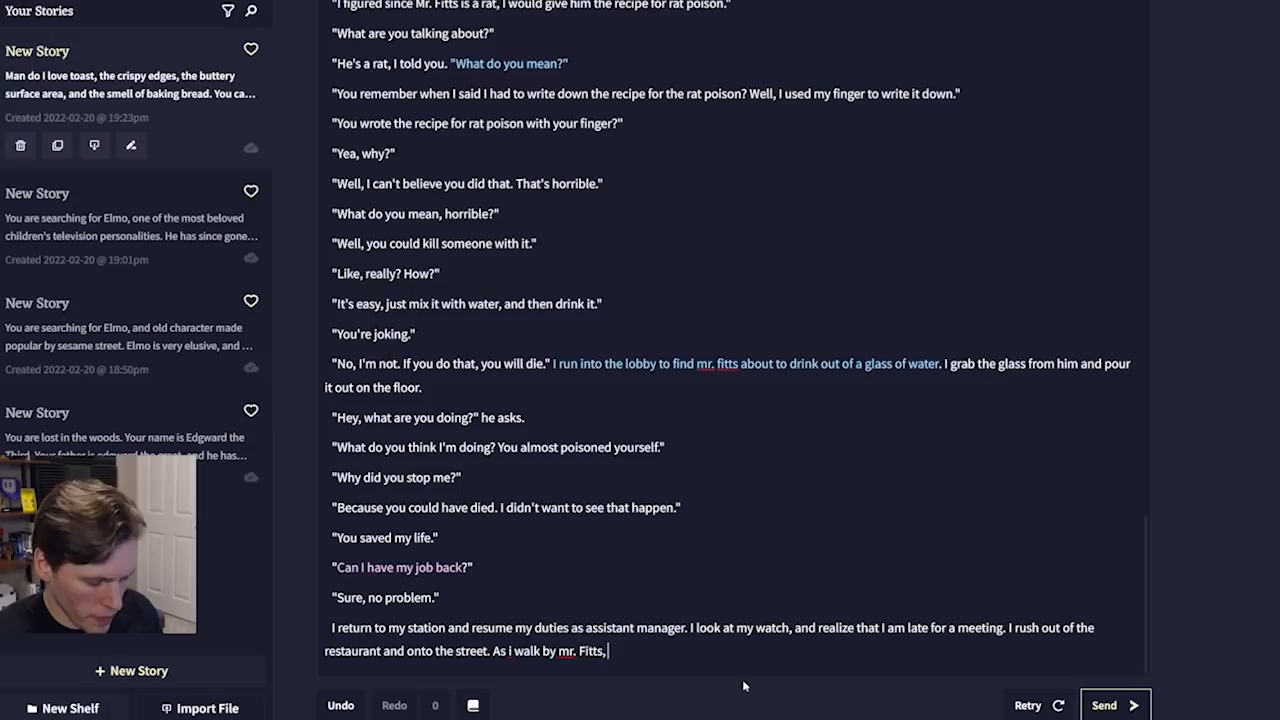 Your Stories
New Story
Man do I love toast, the crispy edges, the buttery
surface area, and the smell of baking bread. You ca...
Created 2022-02-20 @ 19:23pm
New Story
You are searching for Elmo, one of the most beloved
children's television personalities. He has since gone...
Created 2022-02-20 @ 19:01pm
New Story
You are searching for Elmo, and old character made
popular by sesame street. Elmo is very elusive, and ...
Created 2022-02-20 @ 18:50pm
New Story
You are lost in the woods. Your name is Edgward the
Third. Your father is edgward the great, and he has...
+ New Story
New Shelf
Import File
"I figured since Mr. Fitts is a rat, I would give him the recipe for rat poison."
"What are you talking about?"
"He's a rat, I told you. "What do you mean?"
"You remember when I said I had to write down the recipe for the rat poison? Well, I used my finger to write it down."
"You wrote the recipe for rat poison with your finger?"
"Yea, why?"
"Well, I can't believe you did that. That's horrible."
"What do you mean, horrible?"
"Well, you could kill someone with it."
"Like, really? How?"
"It's easy, just mix it with water, and then drink it."
"You're joking."
"No, I'm not. If you do that, you will die." I run into the lobby to find mr. fitts about to drink out of a glass of water. I grab the glass from him and pour
it out on the floor.
"Hey, what are you doing?" he asks.
"What do you think I'm doing? You almost poisoned yourself."
"Why did you stop me?"
"Because you could have died. I didn't want to see that happen."
"You saved my life."
"Can I have my job back?"
"Sure, no problem."
I return to my station and resume my duties as assistant manager. I look at my watch, and realize that I am late for a meeting. I rush out of the
restaurant and onto the street. As i walk by mr. Fitts,
Undo
Redo
0
Retry
Send